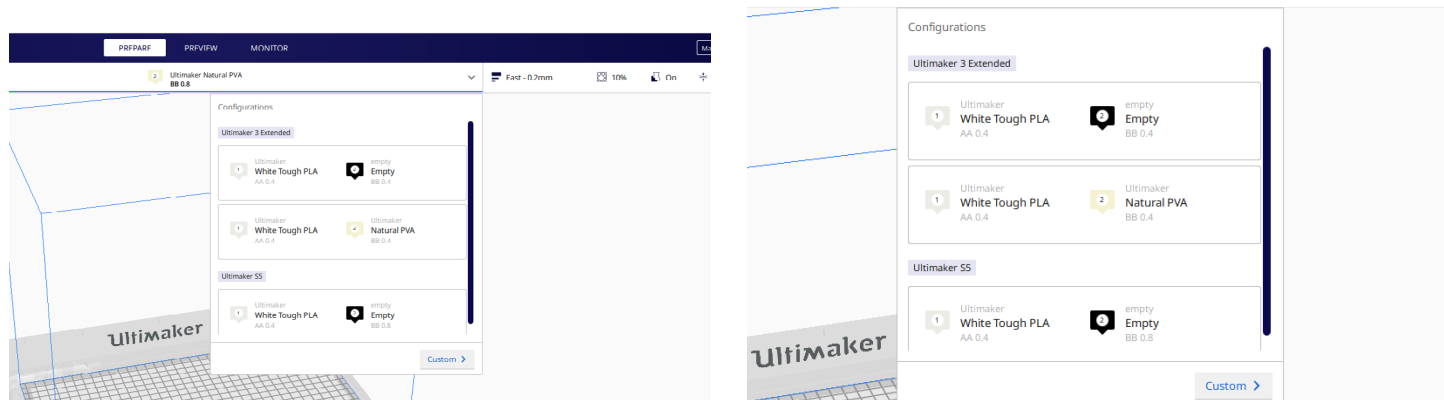 PREPARE PREVIEW MONITOR Ma
2 Ultimaker Natural PVA
BB 0.8
Fast - 0.2mm 10% On
Configurations
Ultimaker 3 Extended
1 Ultimaker 2 empty
White Tough PLA Empty
AA 0.4 BB 0.4
1 Ultimaker 2 Ultimaker
White Tough PLA Natural PVA
AA 0.4 BB 0.4
Ultimaker S5
1 Ultimaker 2 empty
White Tough PLA Empty
AA 0.4 BB 0.8
Custom
Ultimaker
Configurations
Ultimaker 3 Extended
1 Ultimaker 2 empty
White Tough PLA Empty
AA 0.4 BB 0.4
1 Ultimaker 2 Ultimaker
White Tough PLA Natural PVA
AA 0.4 BB 0.4
Ultimaker S5
1 Ultimaker 2 empty
White Tough PLA Empty
AA 0.4 BB 0.8
Custom
Ultimaker